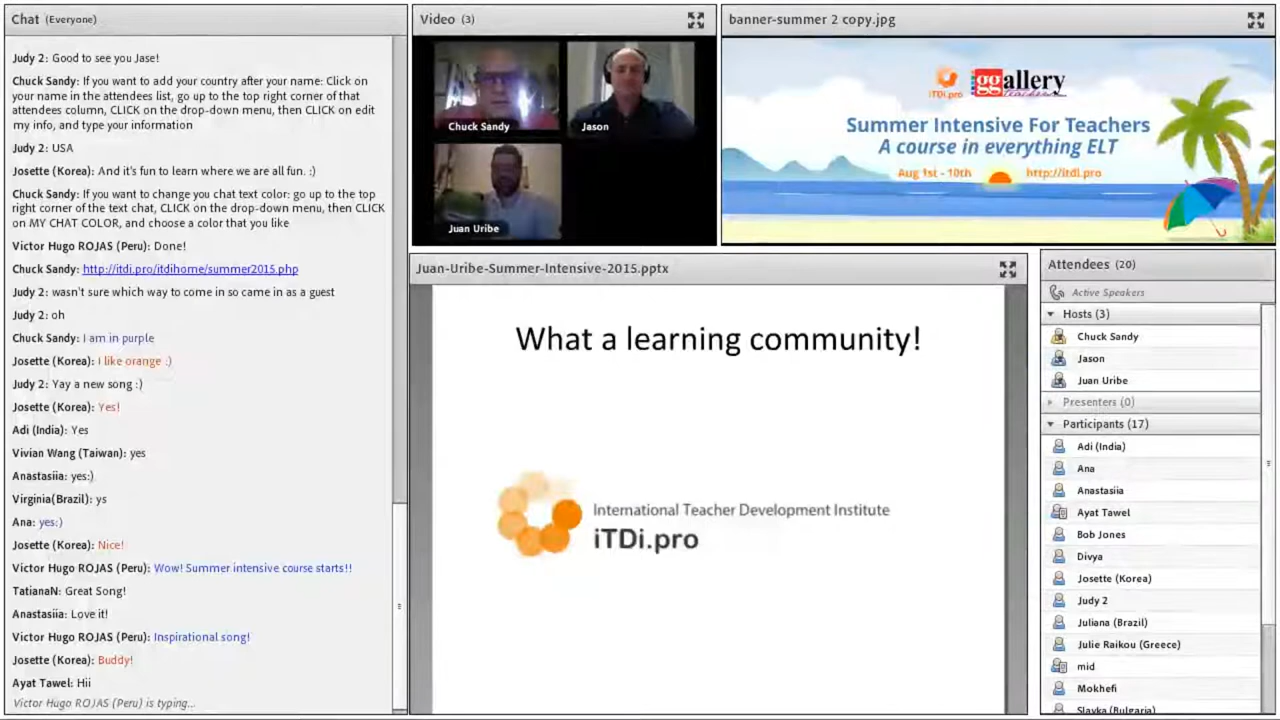 Chat (Everyone)
Judy 2: Good to see you Jase!
Chuck Sandy: If you want to add your country after your name: Click on
your name in the attendees list, go up to the top right corner of that
attendees column, CLICK on the drop-down menu, then CLICK on edit
my info, and type your information
Judy 2: USA
Josette (Korea): And it's fun to learn where we are all fun. :)
Chuck Sandy: If you want to change you chat text color: go up to the top
right corner of the text chat, CLICK on the drop-down menu, then CLICK
on MY CHAT COLOR, and choose a color that you like
Victor Hugo ROJAS (Peru): Done!
Chuck Sandy: http://itdi.pro/itdihome/summer2015.php
Judy 2: wasn't sure which way to come in so came in as a guest
Judy 2: oh
Chuck Sandy: I am in purple
Josette (Korea): I like orange :)
Judy 2: Yay a new song :)
Josette (Korea): Yes!
Adi (India): Yes
Vivian Wang (Taiwan): yes
Anastasiia: yes:)
Virginia(Brazil): ys
Ana: yes:)
Josette (Korea): Nice!
Victor Hugo ROJAS (Peru): Wow! Summer intensive course starts!!
TatianaN: Great Song!
Anastasiia: Love it!
Victor Hugo ROJAS (Peru): Inspirational song!
Josette (Korea): Buddy!
Ayat Tawel: Hii
Victor Hugo ROJAS (Peru) is typing...
Video (3)
Chuck Sandy
Jason
Juan Uribe
banner-summer 2 copy.jpg
iTDi.pro
ggallery
teachers
Summer Intensive For Teachers
A course in everything ELT
Aug 1st - 10th
http://itdi.pro
Juan-Uribe-Summer-Intensive-2015.pptx
What a learning community!
International Teacher Development Institute
iTDi.pro
Attendees (20)
Active Speakers
Hosts (3)
Chuck Sandy
Jason
Juan Uribe
Presenters (0)
Participants (17)
Adi (India)
Ana
Anastasiia
Ayat Tawel
Bob Jones
Divya
Josette (Korea)
Judy 2
Juliana (Brazil)
Julie Raikou (Greece)
mid
Mokhefi
Slavka (Bulgaria)